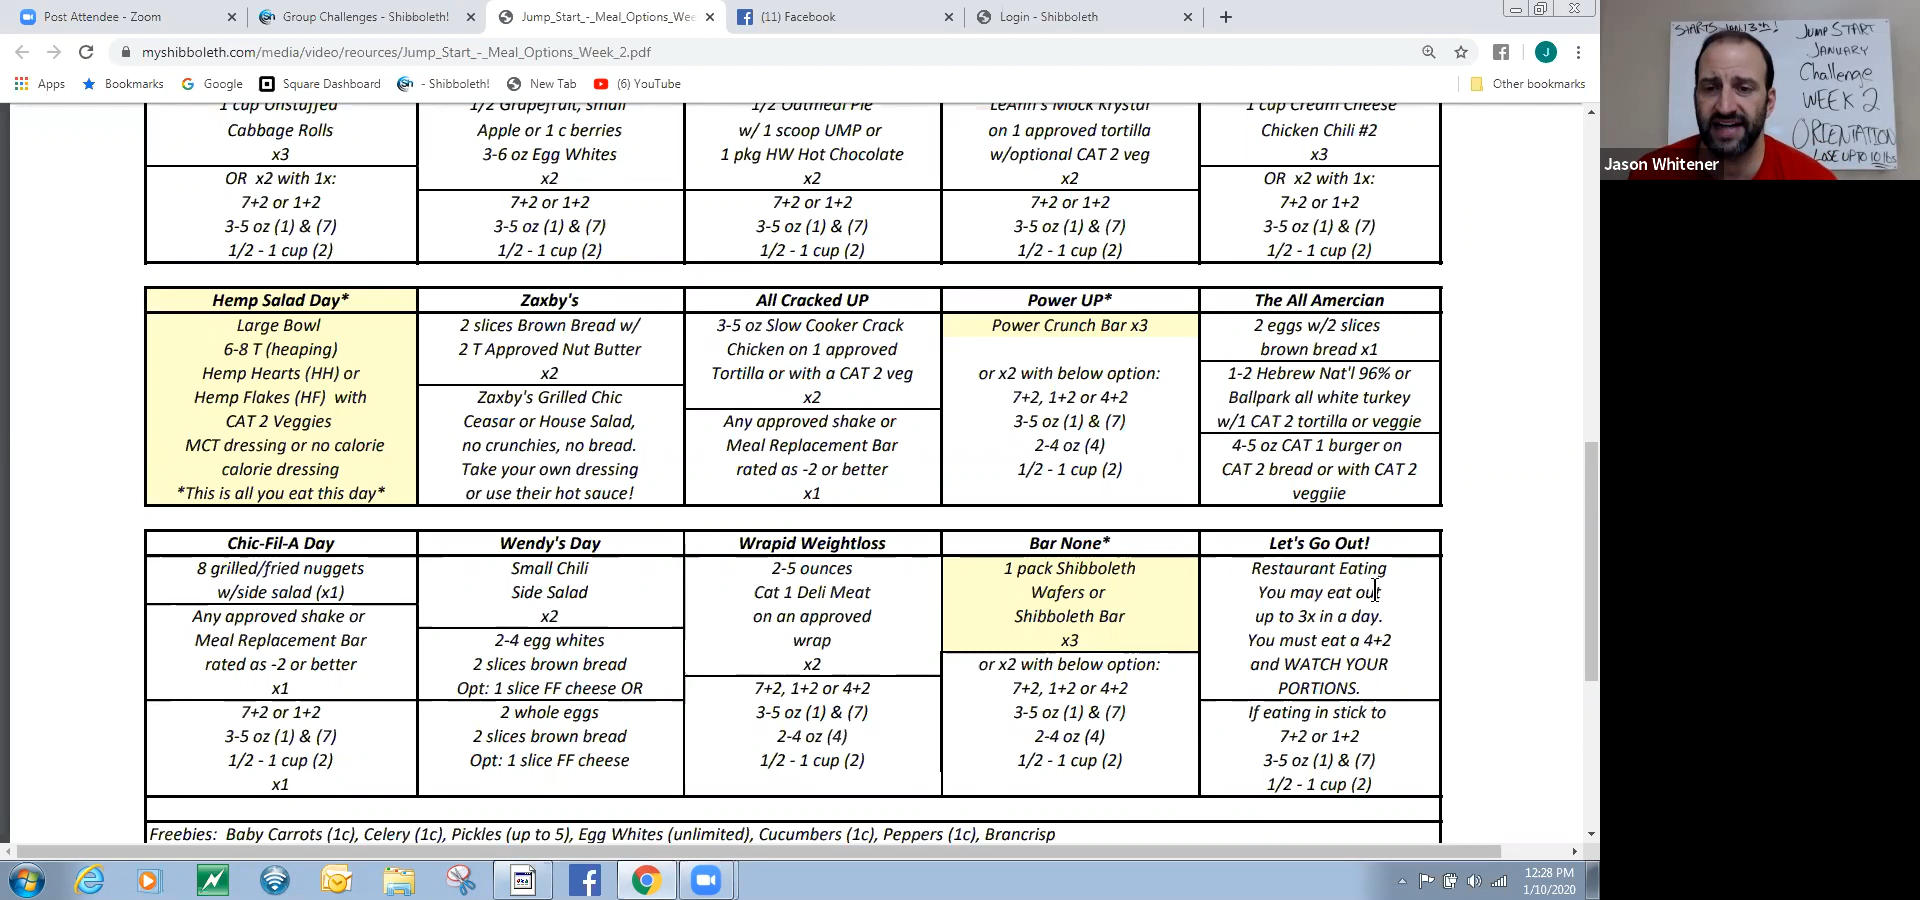 Post Attendee - Zoom
Group Challenges - Shibboleth!
Jump_Start_-_Meal_Options_Wee
(11) Facebook
Login - Shibboleth
myshibboleth.com/media/video/reources/Jump_Start_-_Meal_Options_Week_2.pdf
J
Apps
Bookmarks
Google
Square Dashboard
- Shibboleth!
New Tab
(6) YouTube
Other bookmarks
1 cup Unstuffed
Cabbage Rolls
x3
OR x2 with 1x:
7+2 or 1+2
3-5 oz (1) & (7)
1/2 - 1 cup (2)
1/2 Grapefruit, small
Apple or 1 c berries
3-6 oz Egg Whites
x2
7+2 or 1+2
3-5 oz (1) & (7)
1/2 - 1 cup (2)
1/2 Oatmeal Pie
w/ 1 scoop UMP or
1 pkg HW Hot Chocolate
x2
7+2 or 1+2
3-5 oz (1) & (7)
1/2 - 1 cup (2)
LeAnn's Mock Krystal
on 1 approved tortilla
w/optional CAT 2 veg
x2
7+2 or 1+2
3-5 oz (1) & (7)
1/2 - 1 cup (2)
1 cup Cream Cheese
Chicken Chili #2
x3
OR x2 with 1x:
7+2 or 1+2
3-5 oz (1) & (7)
1/2 - 1 cup (2)
Hemp Salad Day*
Large Bowl
6-8 T (heaping)
Hemp Hearts (HH) or
Hemp Flakes (HF) with
CAT 2 Veggies
MCT dressing or no calorie
calorie dressing
*This is all you eat this day*
Zaxby's
2 slices Brown Bread w/
2 T Approved Nut Butter
x2
Zaxby's Grilled Chic
Ceasar or House Salad,
no crunchies, no bread.
Take your own dressing
or use their hot sauce!
All Cracked UP
3-5 oz Slow Cooker Crack
Chicken on 1 approved
Tortilla or with a CAT 2 veg
x2
Any approved shake or
Meal Replacement Bar
rated as -2 or better
x1
Power UP*
Power Crunch Bar x3
or x2 with below option:
7+2, 1+2 or 4+2
3-5 oz (1) & (7)
2-4 oz (4)
1/2 - 1 cup (2)
The All Amercian
2 eggs w/2 slices
brown bread x1
1-2 Hebrew Nat'l 96% or
Ballpark all white turkey
w/1 CAT 2 tortilla or veggie
4-5 oz CAT 1 burger on
CAT 2 bread or with CAT 2
veggiie
Chic-Fil-A Day
8 grilled/fried nuggets
w/side salad (x1)
Any approved shake or
Meal Replacement Bar
rated as -2 or better
x1
7+2 or 1+2
3-5 oz (1) & (7)
1/2 - 1 cup (2)
x1
Wendy's Day
Small Chili
Side Salad
x2
2-4 egg whites
2 slices brown bread
Opt: 1 slice FF cheese OR
2 whole eggs
2 slices brown bread
Opt: 1 slice FF cheese
Wrapid Weightloss
2-5 ounces
Cat 1 Deli Meat
on an approved
wrap
x2
7+2, 1+2 or 4+2
3-5 oz (1) & (7)
2-4 oz (4)
1/2 - 1 cup (2)
Bar None*
1 pack Shibboleth
Wafers or
Shibboleth Bar
x3
or x2 with below option:
7+2, 1+2 or 4+2
3-5 oz (1) & (7)
2-4 oz (4)
1/2 - 1 cup (2)
Let's Go Out!
Restaurant Eating
You may eat out
up to 3x in a day.
You must eat a 4+2
and WATCH YOUR
PORTIONS.
If eating in stick to
7+2 or 1+2
3-5 oz (1) & (7)
1/2 - 1 cup (2)
Freebies: Baby Carrots (1c), Celery (1c), Pickles (up to 5), Egg Whites (unlimited), Cucumbers (1c), Peppers (1c), Brancrisp
STARTS JAN. 13th!
JUMP START
JANUARY
Challenge
WEEK 2
ORIENTATION
LOSE UP TO 10 lbs
Jason Whitener
12:28 PM
1/10/2020